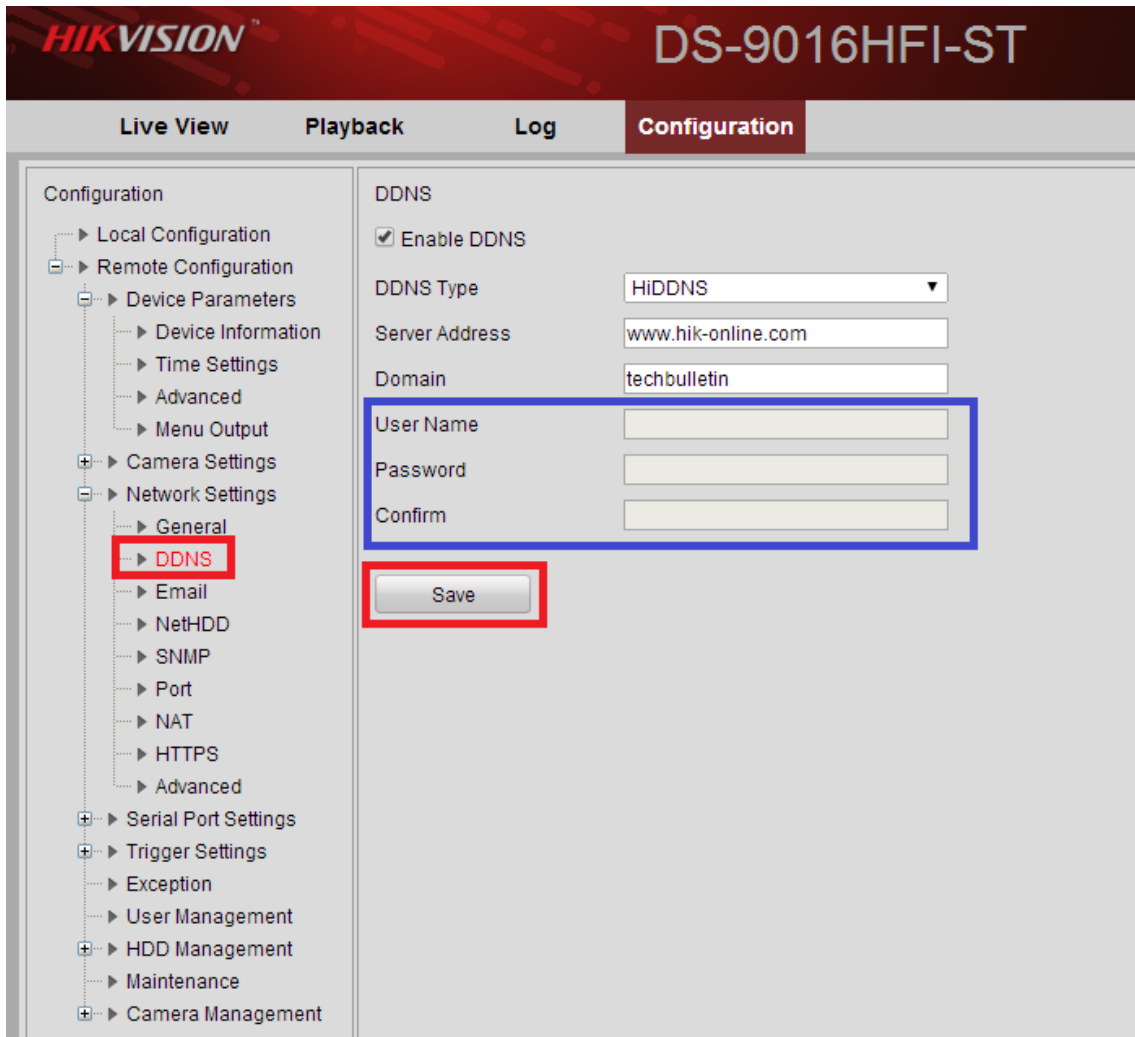 HIKVISION™
DS-9016HFI-ST
Live View Playback Log Configuration
Configuration
Local Configuration
Remote Configuration
Device Parameters
Device Information
Time Settings
Advanced
Menu Output
Camera Settings
Network Settings
General
DDNS
Email
NetHDD
SNMP
Port
NAT
HTTPS
Advanced
Serial Port Settings
Trigger Settings
Exception
User Management
HDD Management
Maintenance
Camera Management
DDNS
Enable DDNS
DDNS Type HiDDNS
Server Address www.hik-online.com
Domain techbulletin
User Name
Password
Confirm
Save